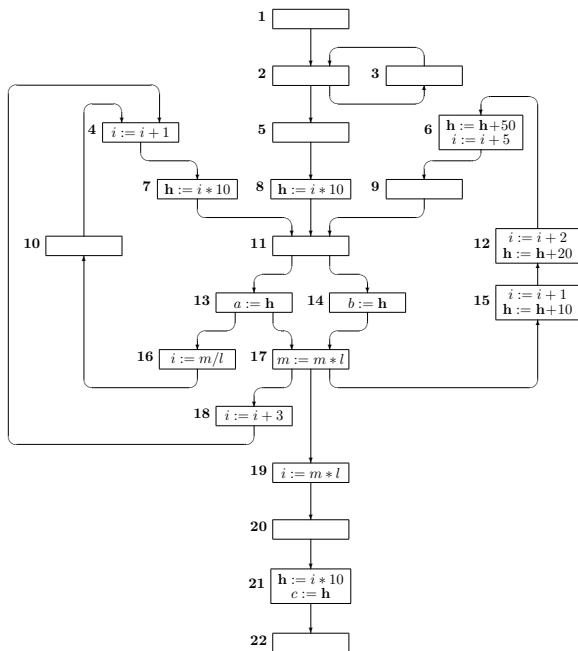 1
2
3
4 i := i + 1
5
6 h := h+50
i := i + 5
7 h := i * 10
8 h := i * 10
9
10
11
12 i := i + 2
h := h+20
13 a := h
14 b := h
15 i := i + 1
h := h+10
16 i := m/l
17 m := m * l
18 i := i + 3
19 i := m * l
20
21 h := i * 10
c := h
22